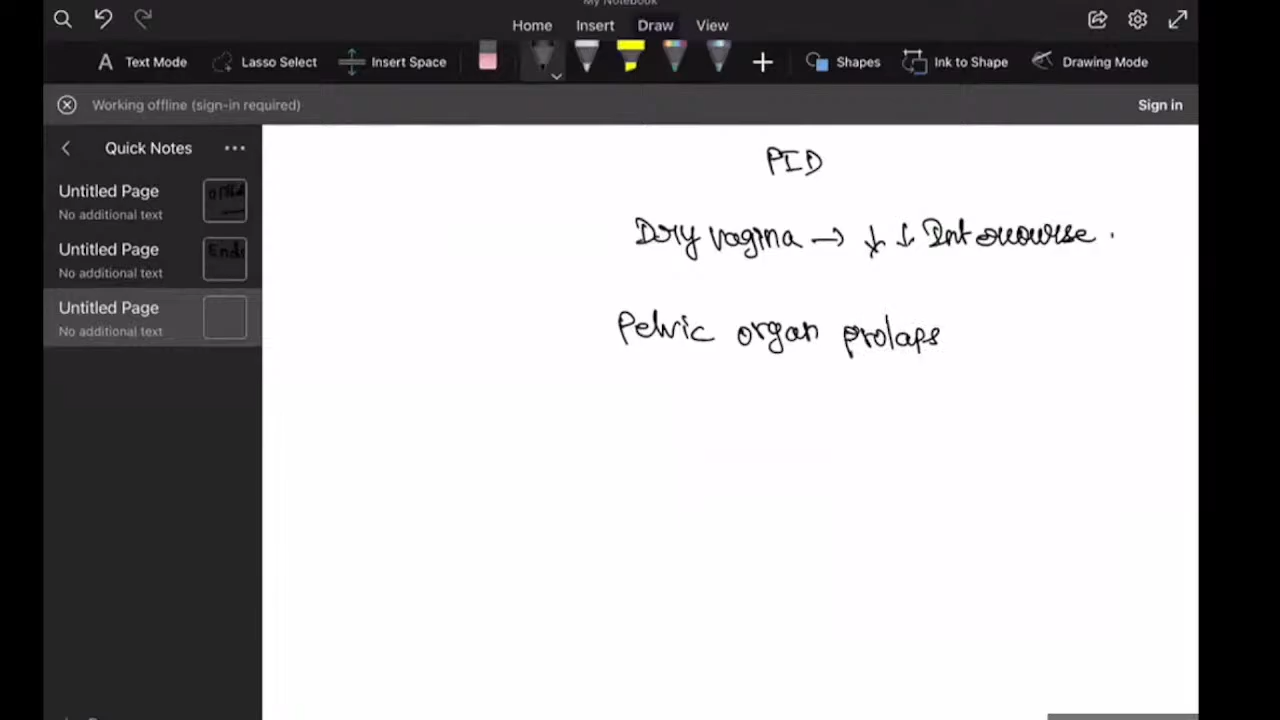 My Notebook
Home Insert Draw View
Text Mode Lasso Select Insert Space Shapes Ink to Shape Drawing Mode
Working offline (sign-in required) Sign in
Quick Notes
Untitled Page
No additional text
Untitled Page
No additional text
Untitled Page
No additional text
PID
Dry vagina → ↓ ↓ Intercourse .
Pelvic organ prolaps